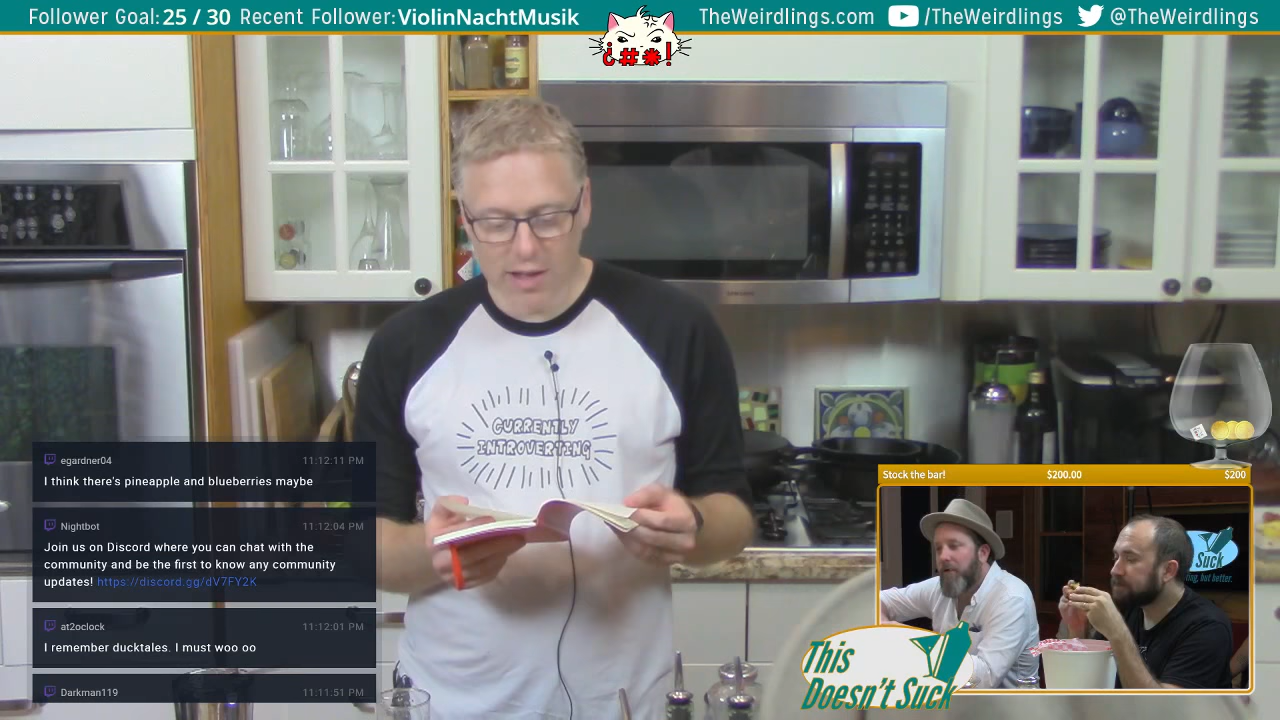 Follower Goal: 25 / 30 Recent Follower: ViolinNachtMusik
¿#*!
TheWeirdlings.com /TheWeirdlings @TheWeirdlings
CURRENTLY
INTROVERTING
egardner04 11:12:11 PM
I think there's pineapple and cherries maybe
Nightbot 11:12:04 PM
Join us on Discord where you can chat with the
community and be the first to know any community
updates! https://discord.gg/dV7FY2K
at2oclock 11:12:01 PM
I remember ducktales. I must woo oo
Darkman119 11:11:51 PM
Stock the bar! $200.00 $200
Suck
but better.
This
Doesn't Suck